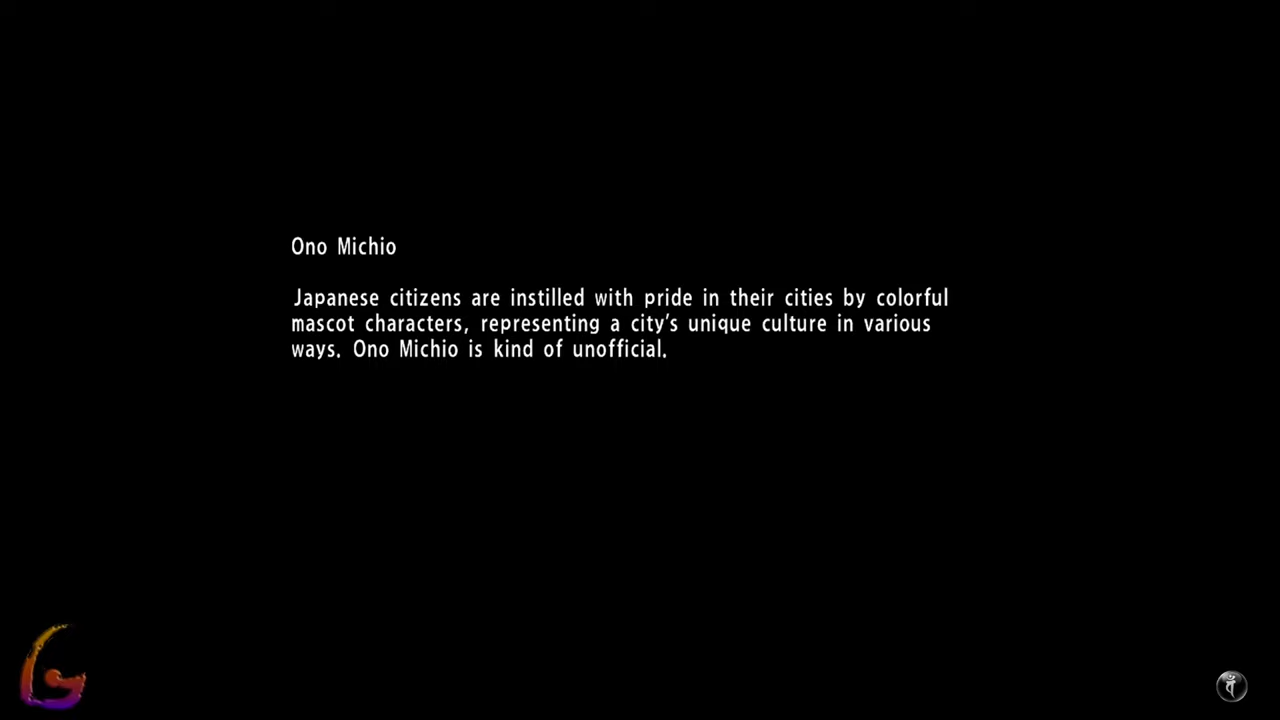 Ono Michio
Japanese citizens are instilled with pride in their cities by colorful
mascot characters, representing a city's unique culture in various
ways. Ono Michio is kind of unofficial.